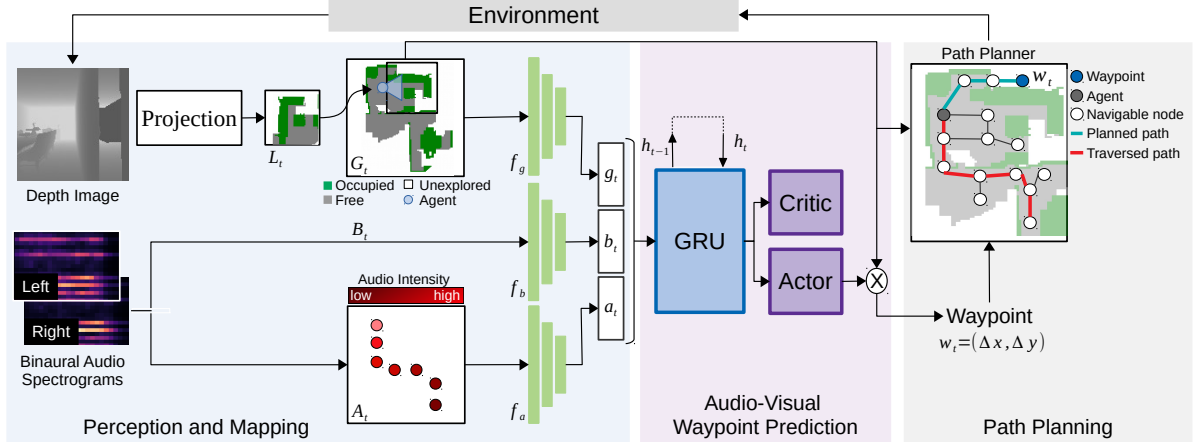 Environment
Depth Image
Projection
L_t
G_t
Occupied
Unexplored
Free
Agent
f_g
g_t
B_t
b_t
f_b
Left
Right
Binaural Audio
Spectrograms
Audio Intensity
low high
A_t
f_a
a_t
Perception and Mapping
h_{t−1}
h_t
GRU
Critic
Actor
X
Audio-Visual
Waypoint Prediction
Path Planner
w_t
Waypoint
Agent
Navigable node
Planned path
Traversed path
Waypoint
w_t=(Δx,Δy)
Path Planning